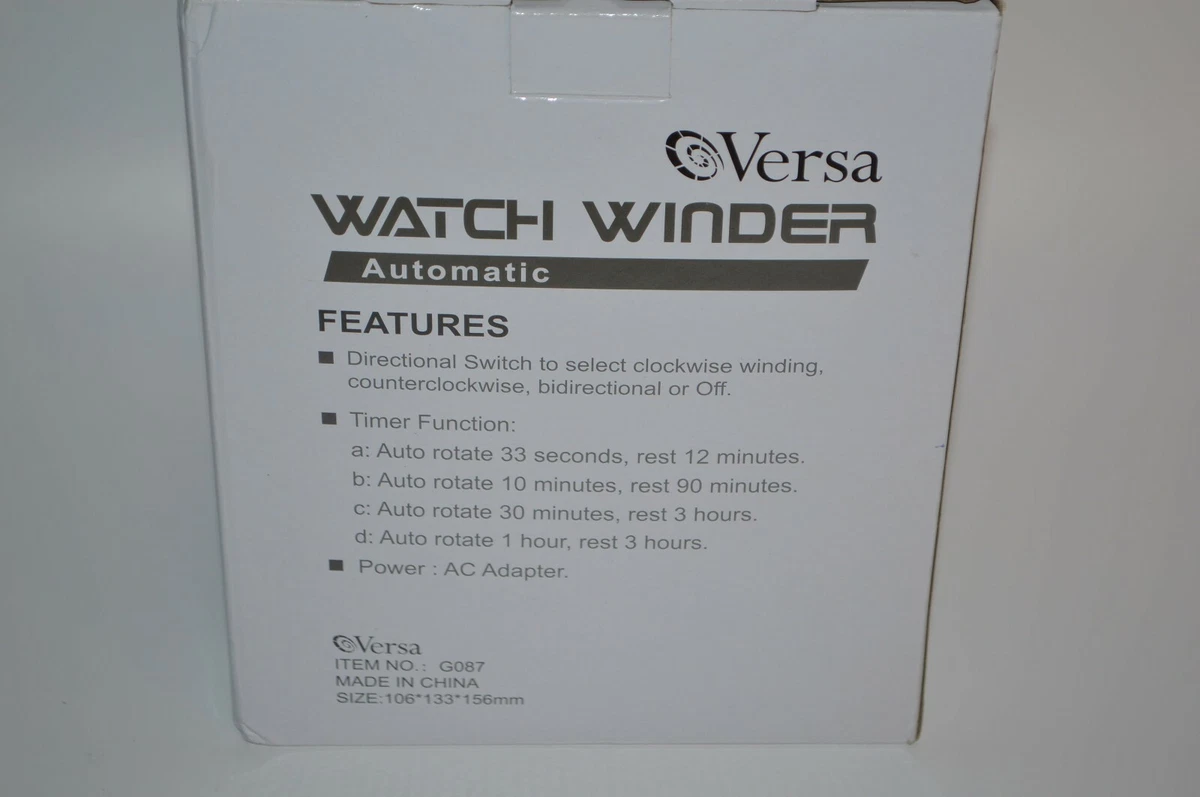 Versa
WATCH WINDER
Automatic
FEATURES
■ Directional Switch to select clockwise winding,
counterclockwise, bidirectional or Off.
■ Timer Function:
a: Auto rotate 33 seconds, rest 12 minutes.
b: Auto rotate 10 minutes, rest 90 minutes.
c: Auto rotate 30 minutes, rest 3 hours.
d: Auto rotate 1 hour, rest 3 hours.
■ Power : AC Adapter.
Versa
ITEM NO.: G087
MADE IN CHINA
SIZE:106*133*156mm